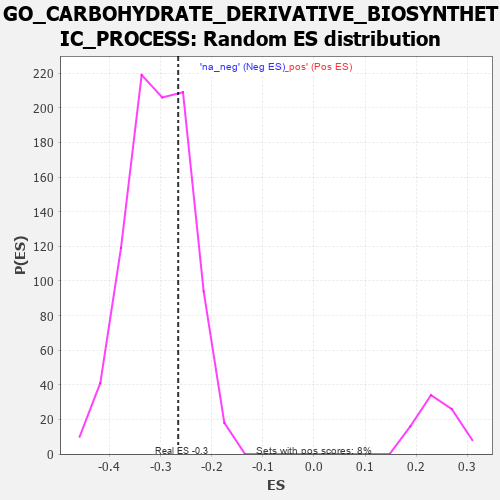 GO_CARBOHYDRATE_DERIVATIVE_BIOSYNTHET
IC_PROCESS: Random ES distribution
'na_neg' (Neg ES)_pos' (Pos ES)
220
200
180
160
140
120
100
80
60
40
20
0
P(ES)
Real ES -0.3
Sets with pos scores: 8%
-0.4 -0.3 -0.2 -0.1 0.0 0.1 0.2 0.3
ES